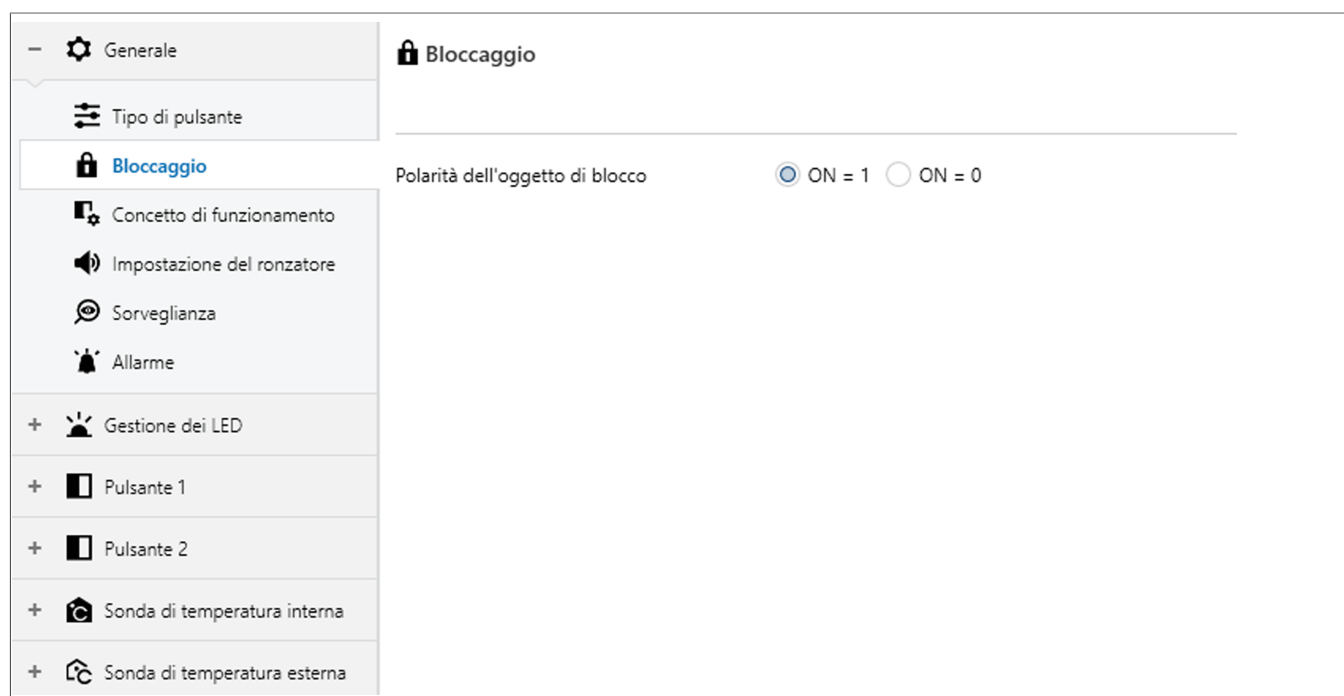 Generale
Tipo di pulsante
Bloccaggio
Concetto di funzionamento
Impostazione del ronzatore
Sorveglianza
Allarme
Gestione dei LED
Pulsante 1
Pulsante 2
Sonda di temperatura interna
Sonda di temperatura esterna
Bloccaggio
Polarità dell'oggetto di blocco ON = 1 ON = 0